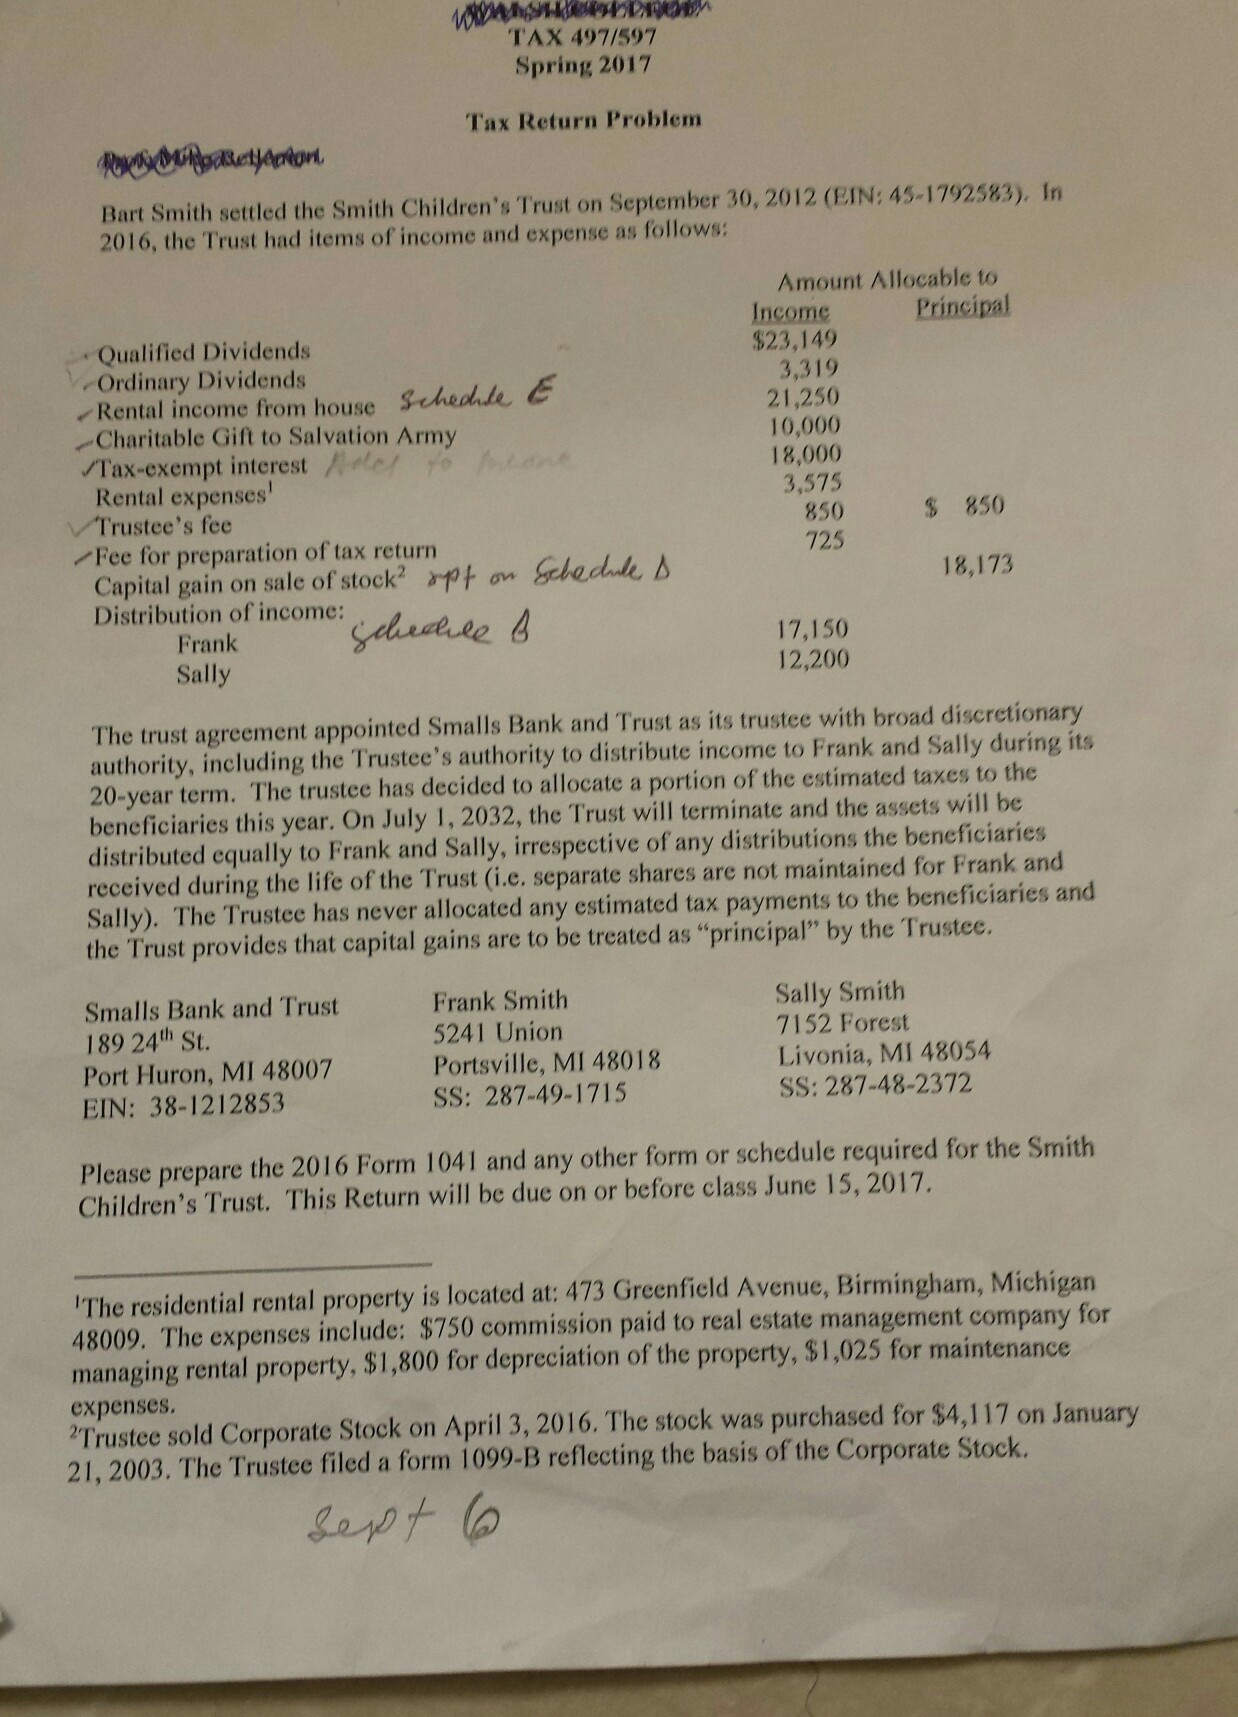 TAX 497/597
Spring 2017
Tax Return Problem
Bart Smith settled the Smith Children's Trust on September 30, 2012 (EIN: 45-1792583). In
2016, the Trust had items of income and expense as follows:
Amount Allocable to
Income Principal
Qualified Dividends $23,149
Ordinary Dividends 3,319
Rental income from house Schedule E 21,250
Charitable Gift to Salvation Army 10,000
Tax-exempt interest Add to Income 18,000
Rental expenses1 3,575
Trustee's fee 850 $ 850
Fee for preparation of tax return 725
Capital gain on sale of stock2 rpt on Schedule D 18,173
Distribution of income: Schedule B
Frank 17,150
Sally 12,200
The trust agreement appointed Smalls Bank and Trust as its trustee with broad discretionary
authority, including the Trustee's authority to distribute income to Frank and Sally during its
20-year term. The trustee has decided to allocate a portion of the estimated taxes to the
beneficiaries this year. On July 1, 2032, the Trust will terminate and the assets will be
distributed equally to Frank and Sally, irrespective of any distributions the beneficiaries
received during the life of the Trust (i.e. separate shares are not maintained for Frank and
Sally). The Trustee has never allocated any estimated tax payments to the beneficiaries and
the Trust provides that capital gains are to be treated as "principal" by the Trustee.
Smalls Bank and Trust Frank Smith Sally Smith
189 24th St. 5241 Union 7152 Forest
Port Huron, MI 48007 Portsville, MI 48018 Livonia, MI 48054
EIN: 38-1212853 SS: 287-49-1715 SS: 287-48-2372
Please prepare the 2016 Form 1041 and any other form or schedule required for the Smith
Children's Trust. This Return will be due on or before class June 15, 2017.
1The residential rental property is located at: 473 Greenfield Avenue, Birmingham, Michigan
48009. The expenses include: $750 commission paid to real estate management company for
managing rental property, $1,800 for depreciation of the property, $1,025 for maintenance
expenses.
2Trustee sold Corporate Stock on April 3, 2016. The stock was purchased for $4,117 on January
21, 2003. The Trustee filed a form 1099-B reflecting the basis of the Corporate Stock.
Sept 6